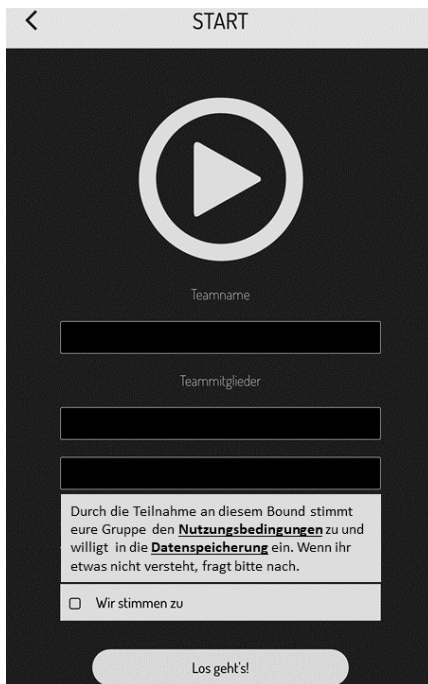 START
Teamname
Teammitglieder
Durch die Teilnahme an diesem Bound stimmt
eure Gruppe den Nutzungsbedingungen zu und
willigt in die Datenspeicherung ein. Wenn ihr
etwas nicht versteht, fragt bitte nach.
Wir stimmen zu
Los geht's!